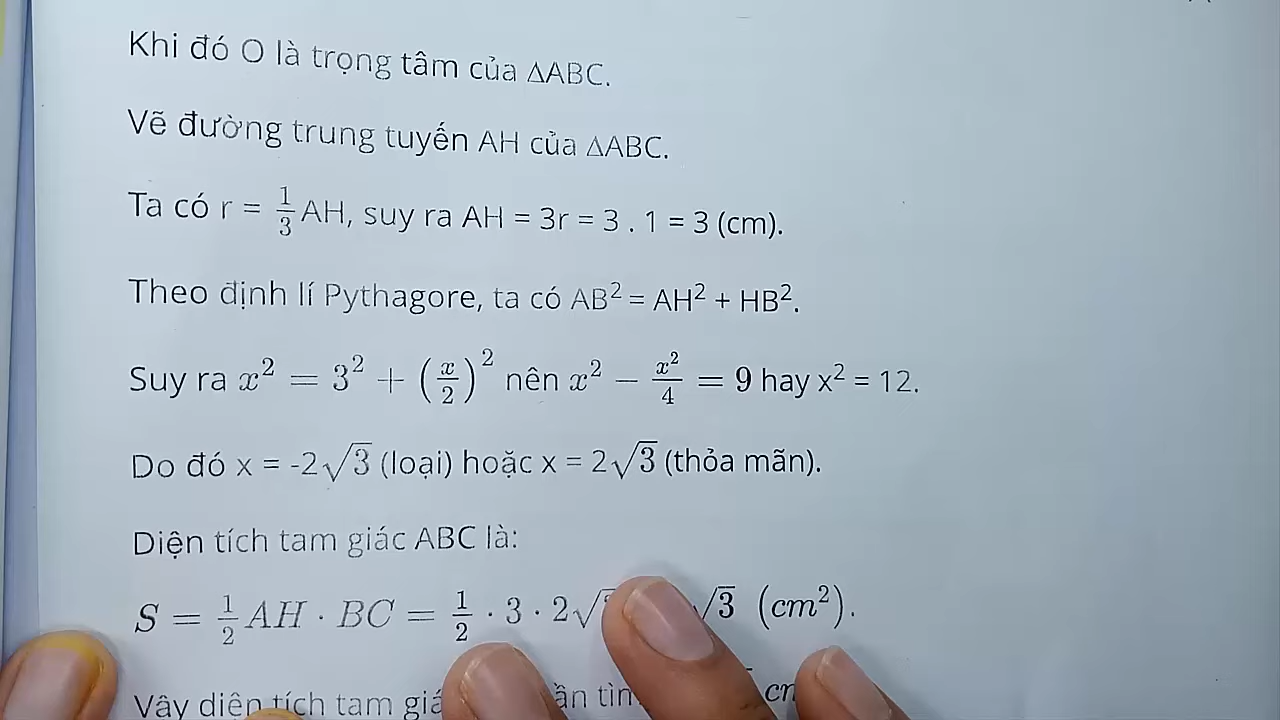 Khi đó O là trọng tâm của ΔABC.
Vẽ đường trung tuyến AH của ΔABC.
Ta có r = 1/3 AH, suy ra AH = 3r = 3 . 1 = 3 (cm).
Theo định lí Pythagore, ta có AB² = AH² + HB².
Suy ra x² = 3² + (x/2)² nên x² − x²/4 = 9 hay x² = 12.
Do đó x = -2√3 (loại) hoặc x = 2√3 (thỏa mãn).
Diện tích tam giác ABC là:
S = 1/2 AH · BC = 1/2 · 3 · 2√ √3 (cm²).
Vậy diện tích tam